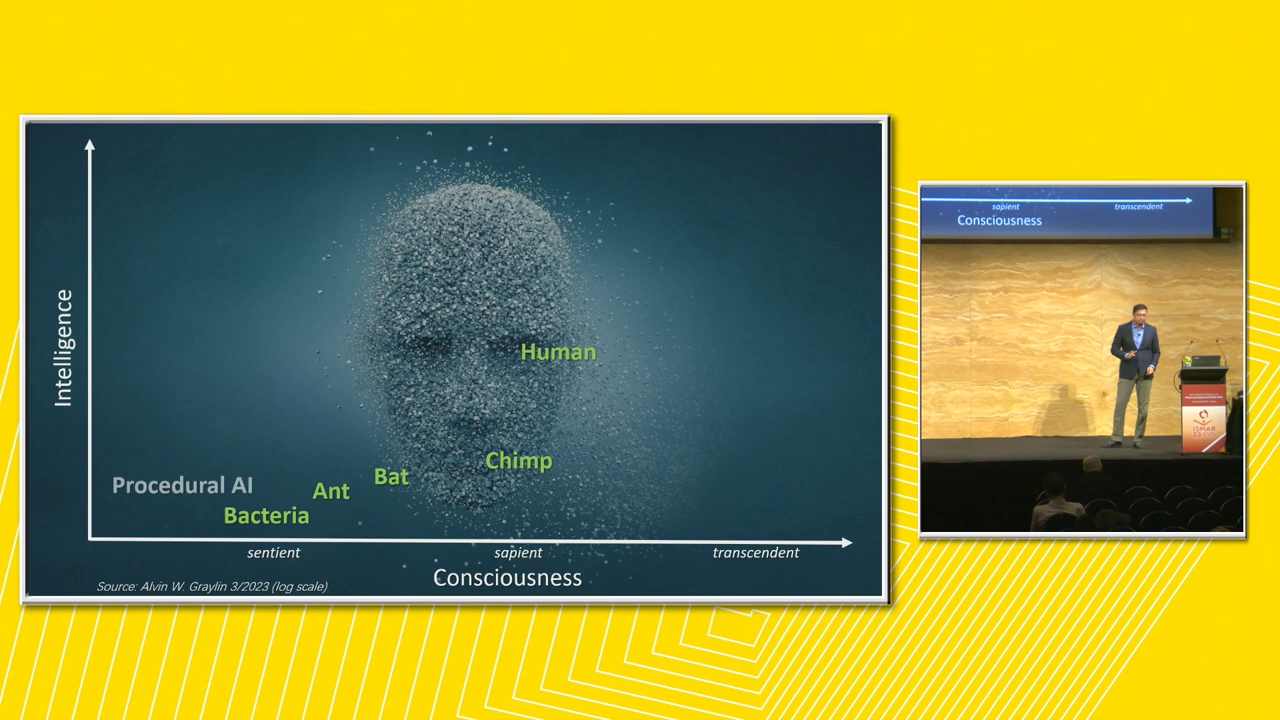 Intelligence
Human
Chimp
Bat
Procedural AI
Ant
Bacteria
sentient
sapient
transcendent
Consciousness
Source: Alvin W. Graylin 3/2023 (log scale)
sapient
transcendent
Consciousness
ISMAR
23